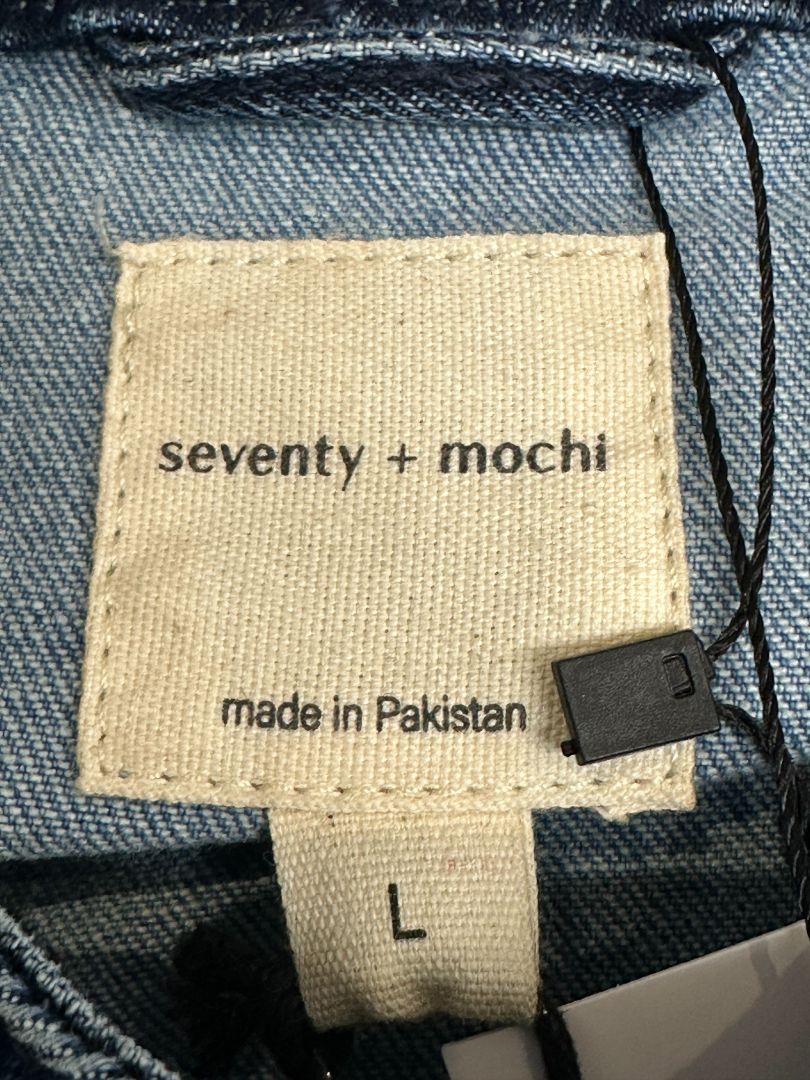 seventy + mochi
made in Pakistan
L